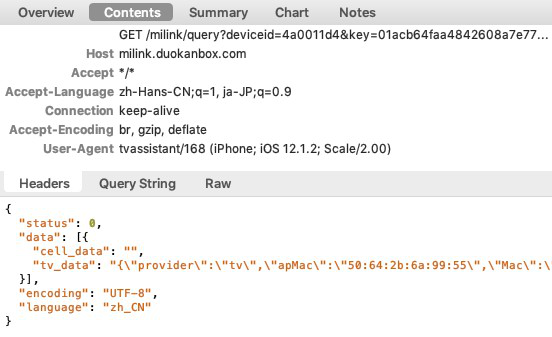 Overview Contents Summary Chart Notes
GET /milink/query?deviceid=4a0011d4&key=01acb64faa4842608a7e77...
Host milink.duokanbox.com
Accept */*
Accept-Language zh-Hans-CN;q=1, ja-JP;q=0.9
Connection keep-alive
Accept-Encoding br, gzip, deflate
User-Agent tvassistant/168 (iPhone; iOS 12.1.2; Scale/2.00)
Headers Query String Raw
{
"status": 0,
"data": [{
"cell_data": "",
"tv_data": "{\"provider\":\"tv\",\"apMac\":\"50:64:2b:6a:99:55\",\"Mac\":\
}],
"encoding": "UTF-8",
"language": "zh_CN"
}